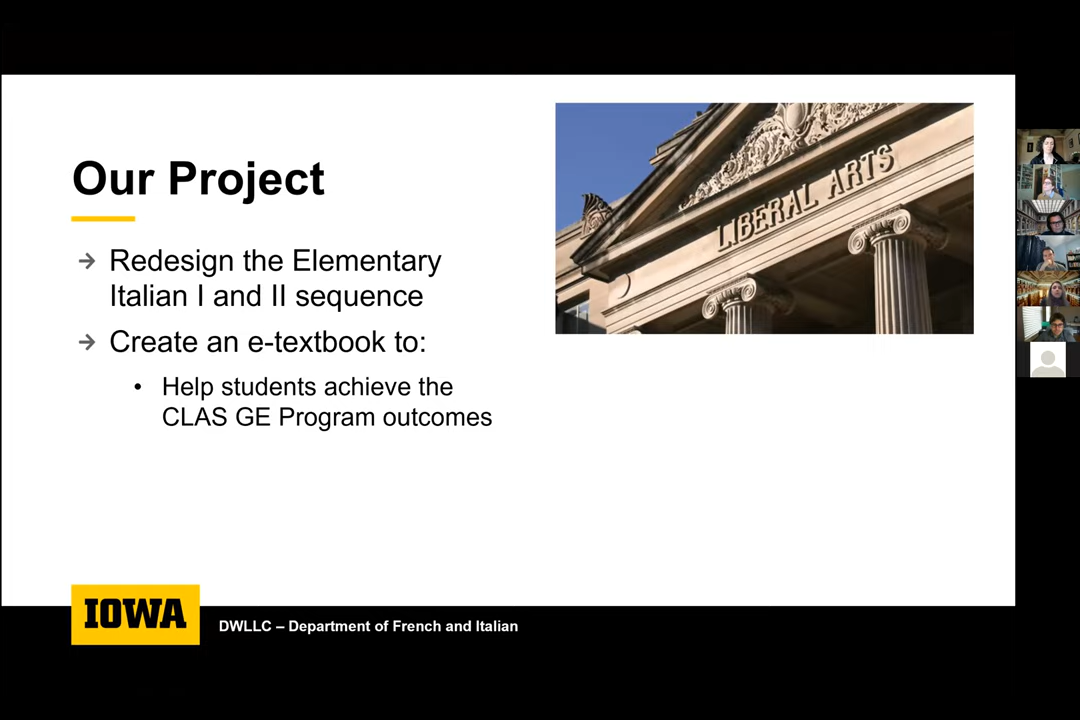 Our Project
→ Redesign the Elementary
Italian I and II sequence
→ Create an e-textbook to:
• Help students achieve the
CLAS GE Program outcomes
LIBERAL ARTS
IOWA
DWLLC – Department of French and Italian